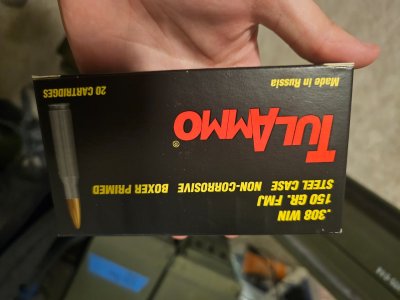 .308 WIN
150 GR. FMJ
STEEL CASE NON-CORROSIVE BOXER PRIMED
TULAMMO®
20 CARTRIDGES
Made in Russia